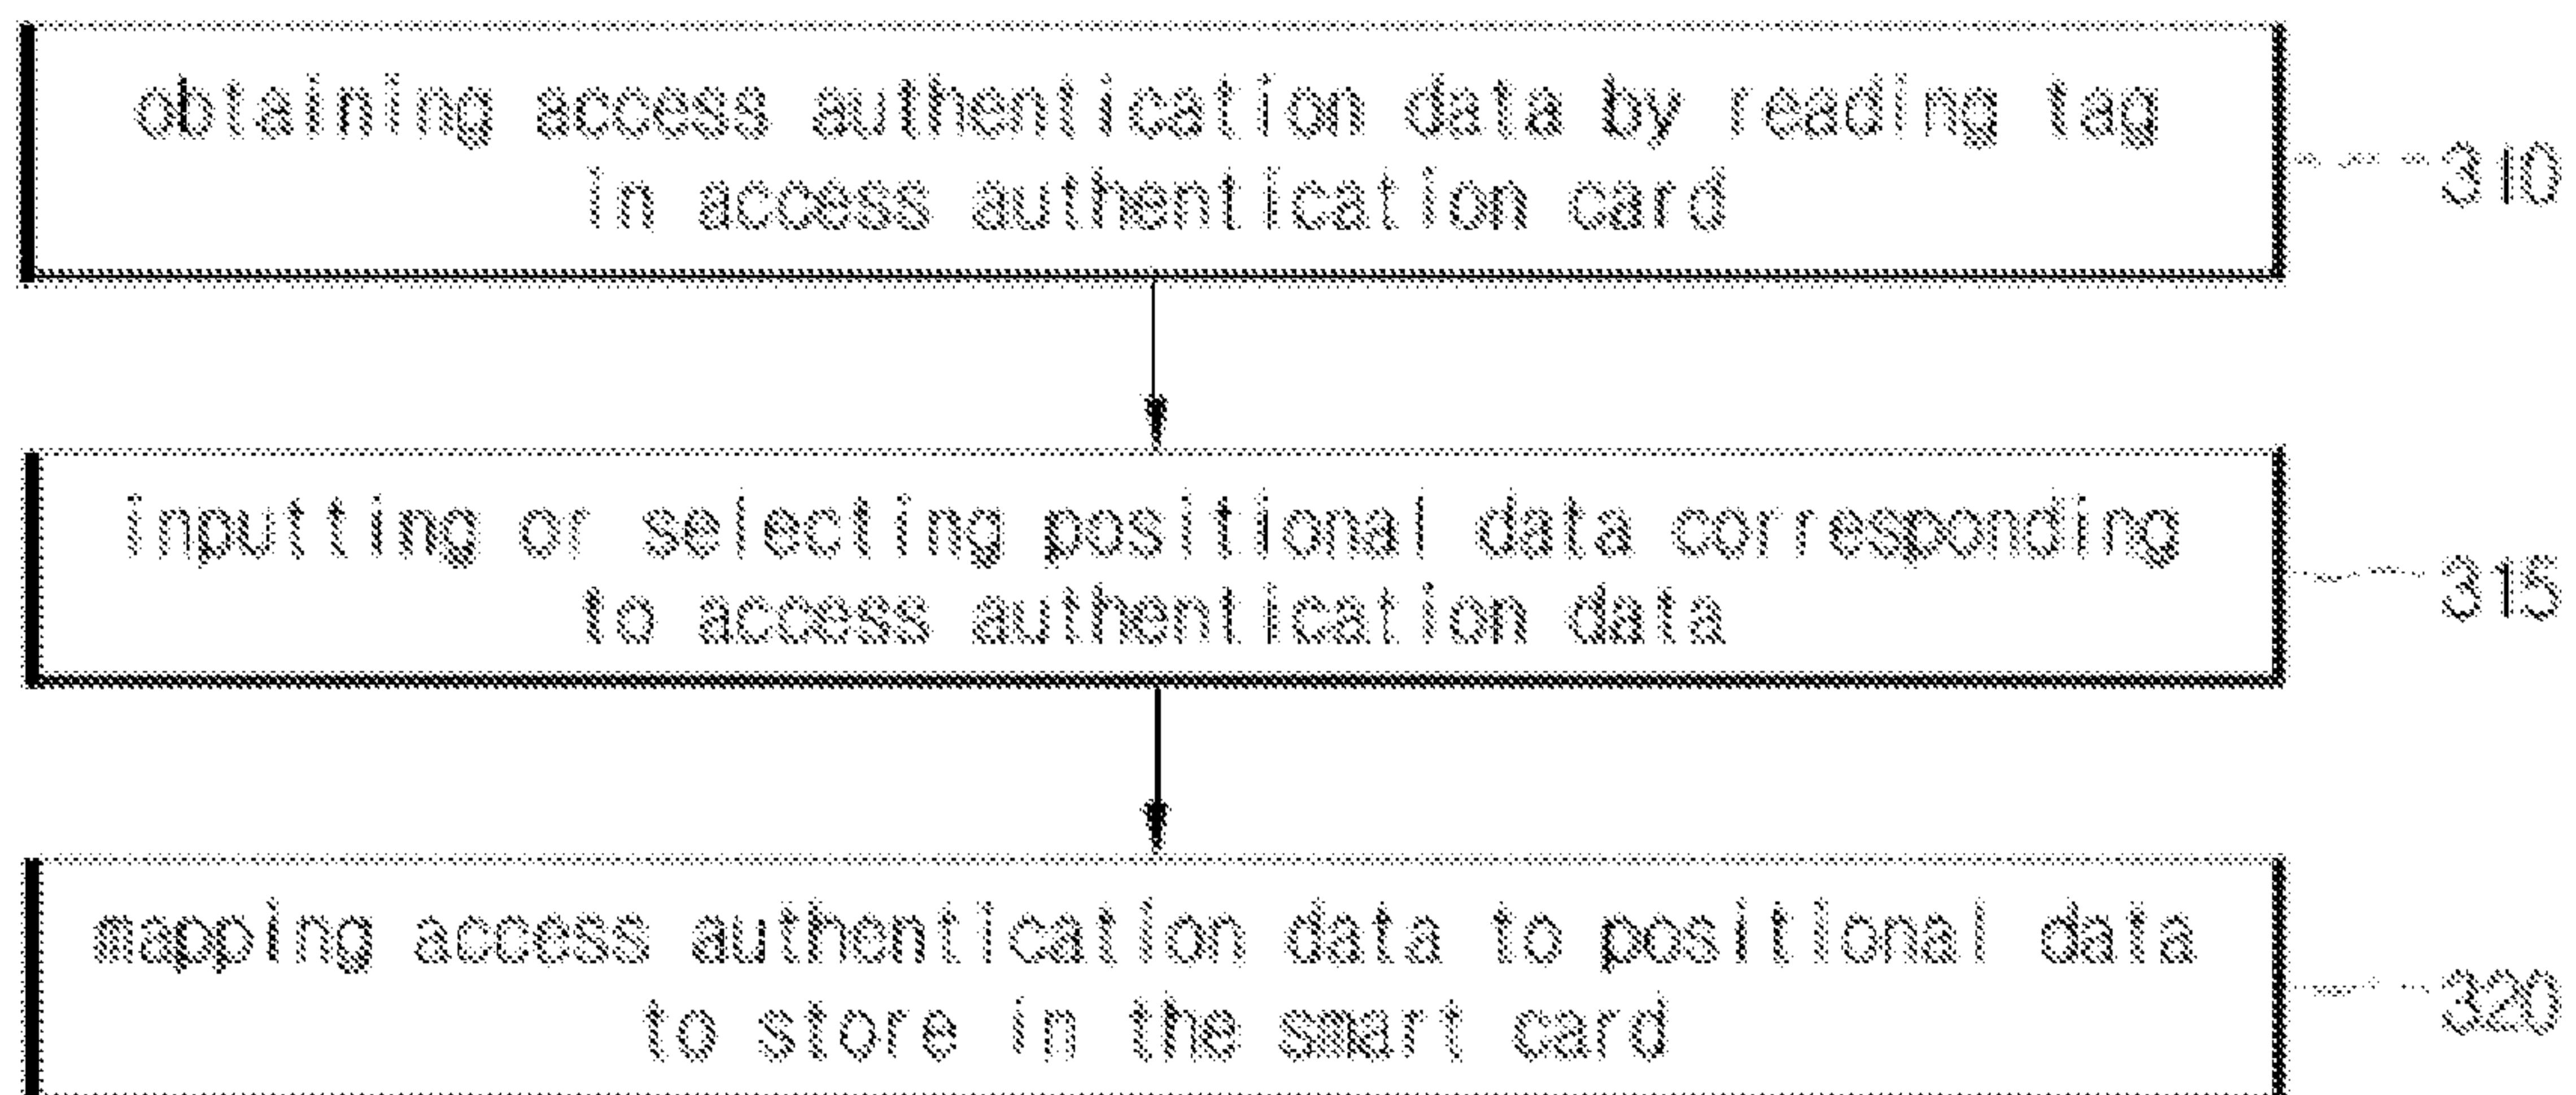 obtaining access authentication data by reading tag
in access authentication card
310
inputting or selecting positional data corresponding
to access authentication data
315
mapping access authentication data to positional data
to store in the smart card
320